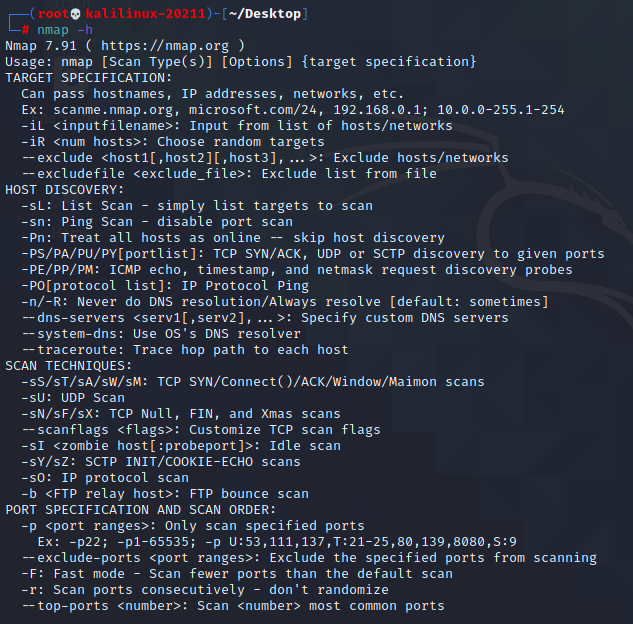 ┌──(root💀kalilinux-20211)-[~/Desktop]
└─# nmap -h
Nmap 7.91 ( https://nmap.org )
Usage: nmap [Scan Type(s)] [Options] {target specification}
TARGET SPECIFICATION:
  Can pass hostnames, IP addresses, networks, etc.
  Ex: scanme.nmap.org, microsoft.com/24, 192.168.0.1; 10.0.0-255.1-254
  -iL <inputfilename>: Input from list of hosts/networks
  -iR <num hosts>: Choose random targets
  --exclude <host1[,host2][,host3],...>: Exclude hosts/networks
  --excludefile <exclude_file>: Exclude list from file
HOST DISCOVERY:
  -sL: List Scan - simply list targets to scan
  -sn: Ping Scan - disable port scan
  -Pn: Treat all hosts as online -- skip host discovery
  -PS/PA/PU/PY[portlist]: TCP SYN/ACK, UDP or SCTP discovery to given ports
  -PE/PP/PM: ICMP echo, timestamp, and netmask request discovery probes
  -PO[protocol list]: IP Protocol Ping
  -n/-R: Never do DNS resolution/Always resolve [default: sometimes]
  --dns-servers <serv1[,serv2],...>: Specify custom DNS servers
  --system-dns: Use OS's DNS resolver
  --traceroute: Trace hop path to each host
SCAN TECHNIQUES:
  -sS/sT/sA/sW/sM: TCP SYN/Connect()/ACK/Window/Maimon scans
  -sU: UDP Scan
  -sN/sF/sX: TCP Null, FIN, and Xmas scans
  --scanflags <flags>: Customize TCP scan flags
  -sI <zombie host[:probeport]>: Idle scan
  -sY/sZ: SCTP INIT/COOKIE-ECHO scans
  -sO: IP protocol scan
  -b <FTP relay host>: FTP bounce scan
PORT SPECIFICATION AND SCAN ORDER:
  -p <port ranges>: Only scan specified ports
    Ex: -p22; -p1-65535; -p U:53,111,137,T:21-25,80,139,8080,S:9
  --exclude-ports <port ranges>: Exclude the specified ports from scanning
  -F: Fast mode - Scan fewer ports than the default scan
  -r: Scan ports consecutively - don't randomize
  --top-ports <number>: Scan <number> most common ports